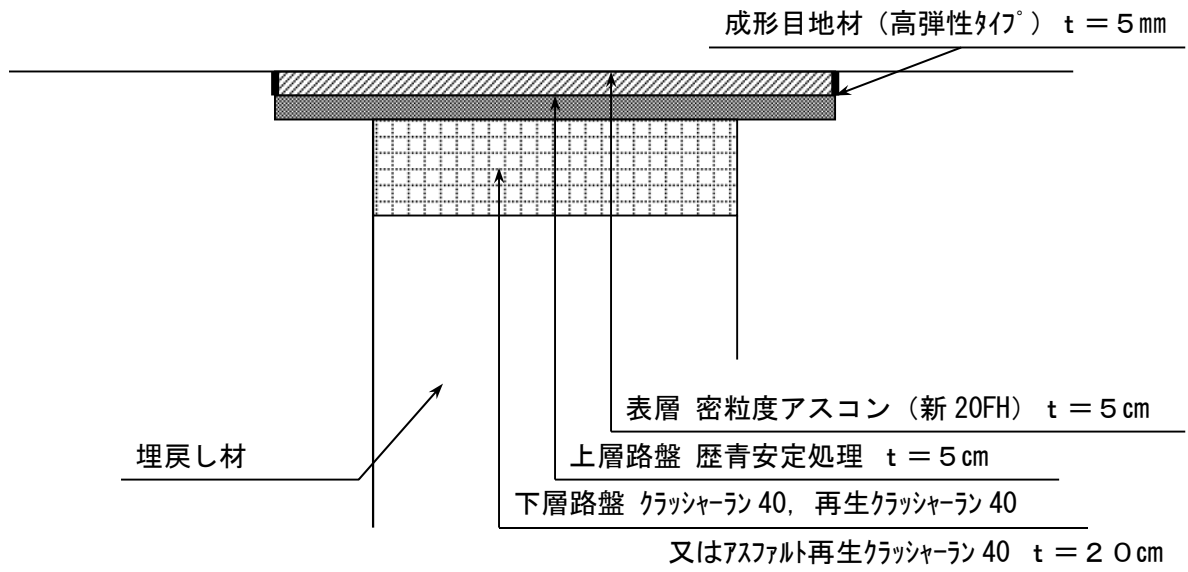 成形目地材（高弾性ﾀｲﾌﾟ）ｔ＝５㎜
表層 密粒度アスコン（新 20FH）ｔ＝５㎝
埋戻し材
上層路盤 歴青安定処理 ｔ＝５㎝
下層路盤 ｸﾗｯｼｬｰﾗﾝ 40，再生ｸﾗｯｼｬｰﾗﾝ 40
又はｱｽﾌｧﾙﾄ再生ｸﾗｯｼｬｰﾗﾝ 40 ｔ＝２０㎝